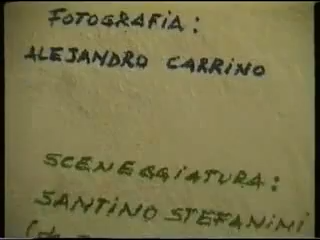 FOTOGRAFIA:
ALEJANDRO CARRINO
SCENEGGIATURA:
SANTINO STEFANINI